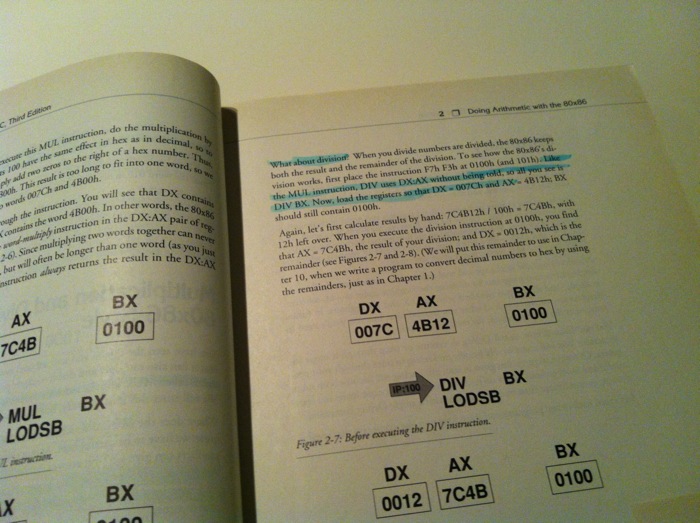 C, Third Edition
execute this MUL instruction, do the multiplication by
s 100 have the same effect in hex as in decimal, so to
ply add two zeros to the right of a hex number. Thus,
00h. This result is too long to fit into one word, so we
words 007Ch and 4B00h.
ough the instruction. You will see that DX contains
contains the word 4B00h. In other words, the 80x86
word-multiply instruction in the DX:AX pair of reg-
2-6). Since multiplying two words together can never
, but will often be longer than one word (as you just
nstruction always returns the result in the DX:AX
AX BX
7C4B 0100
MUL BX
LODSB
UL instruction.
AX BX
0100
2 Doing Arithmetic with the 80x86
What about division? When you divide numbers are divided, the 80x86 keeps
both the result and the remainder of the division. To see how the 80x86's di-
vision works, first place the instruction F7h F3h at 0100h (and 101h). Like
the MUL instruction, DIV uses DX:AX without being told, so all you see is
DIV BX. Now, load the registers so that DX = 007Ch and AX = 4B12h; BX
should still contain 0100h.
Again, let's first calculate results by hand: 7C4B12h / 100h = 7C4Bh, with
12h left over. When you execute the division instruction at 0100h, you find
that AX = 7C4Bh, the result of your division; and DX = 0012h, which is the
remainder (see Figures 2-7 and 2-8). (We will put this remainder to use in Chap-
ter 10, when we write a program to convert decimal numbers to hex by using
the remainders, just as in Chapter 1.)
DX AX BX
007C 4B12 0100
IP:100 DIV BX
LODSB
Figure 2-7: Before executing the DIV instruction.
DX AX BX
0012 7C4B 0100